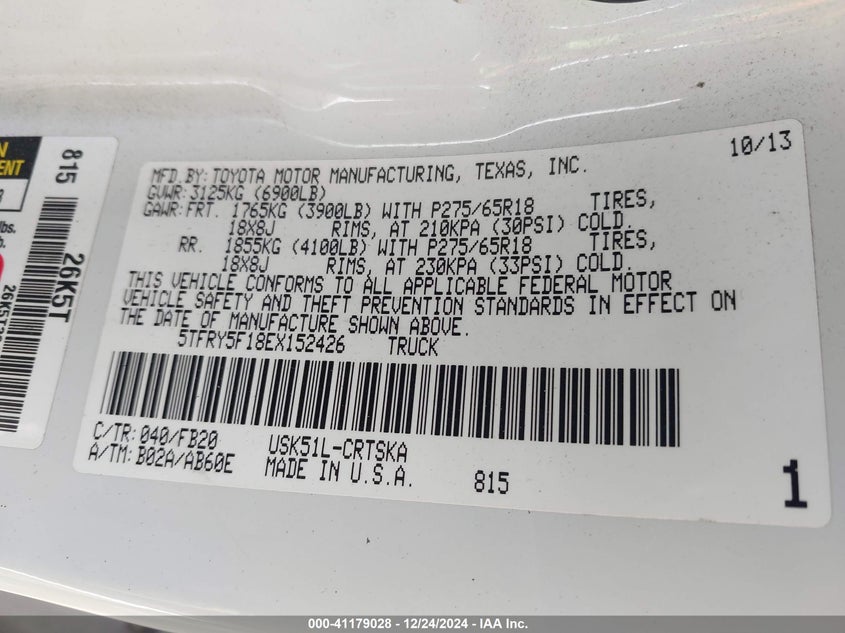 MFD.BY:TOYOTA MOTOR MANUFACTURING, TEXAS, INC. 10/13
GVWR:3125KG (6900LB)
GAWR:FRT. 1765KG (3900LB) WITH P275/65R18 TIRES,
18X8J RIMS, AT 210KPA (30PSI) COLD.
RR. 1855KG (4100LB) WITH P275/65R18 TIRES,
18X8J RIMS, AT 230KPA (33PSI) COLD.
THIS VEHICLE CONFORMS TO ALL APPLICABLE FEDERAL MOTOR
VEHICLE SAFETY AND THEFT PREVENTION STANDARDS IN EFFECT ON
THE DATE OF MANUFACTURE SHOWN ABOVE.
5TFRY5F18EX152426 TRUCK
C/TR:040/FB20 USK51L-CRTSKA
A/TM:B02A/AB60E MADE IN U.S.A. 815 1
815
26K5T
lbs.
000-41179028 - 12/24/2024 - IAA Inc.